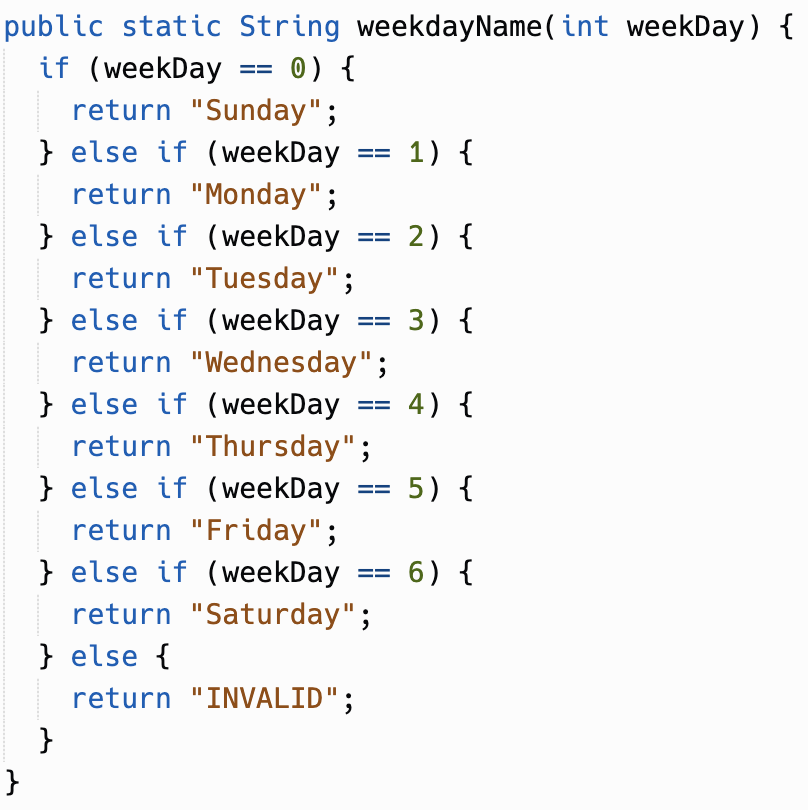 public static String weekdayName(int weekDay) {
  if (weekDay == 0) {
    return "Sunday";
  } else if (weekDay == 1) {
    return "Monday";
  } else if (weekDay == 2) {
    return "Tuesday";
  } else if (weekDay == 3) {
    return "Wednesday";
  } else if (weekDay == 4) {
    return "Thursday";
  } else if (weekDay == 5) {
    return "Friday";
  } else if (weekDay == 6) {
    return "Saturday";
  } else {
    return "INVALID";
  }
}